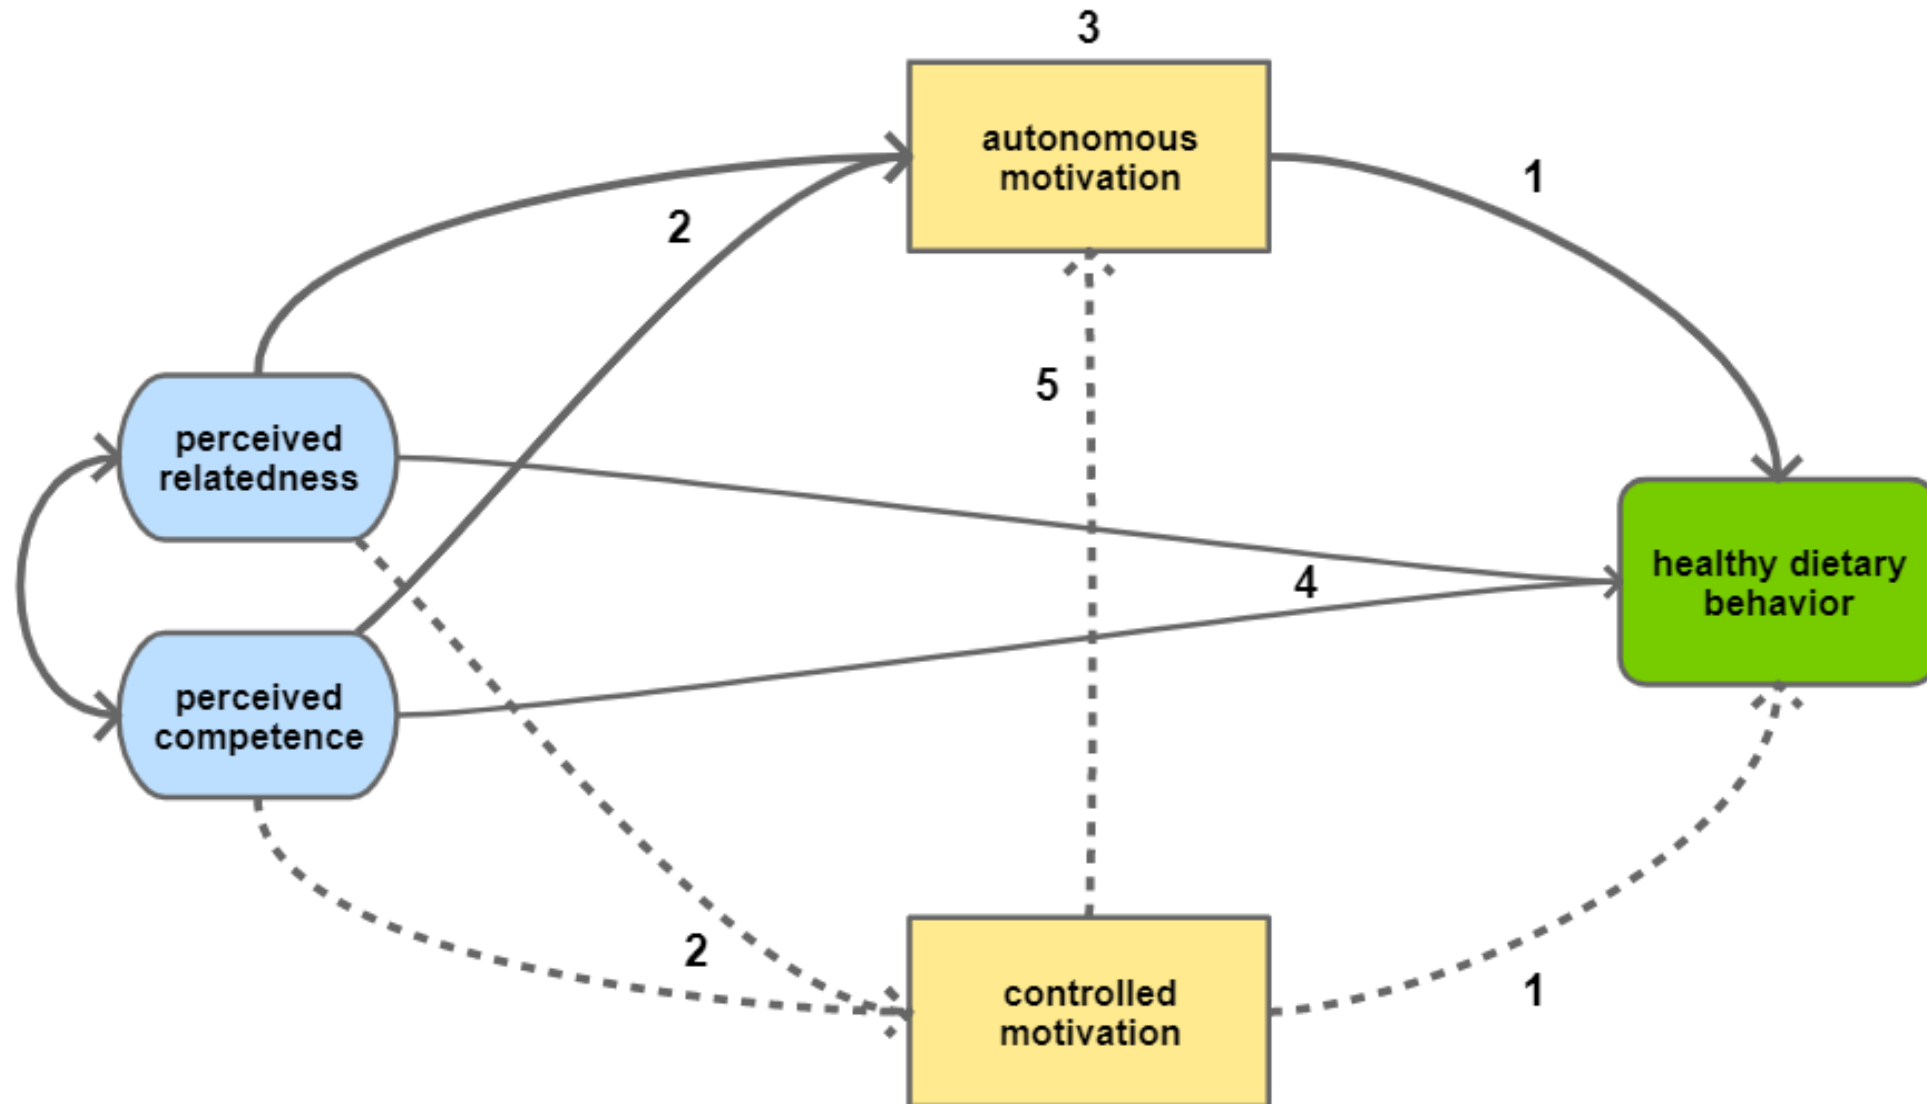 3
autonomous
motivation
1
2
5
perceived
relatedness
4
healthy dietary
behavior
perceived
competence
2
controlled
motivation
1